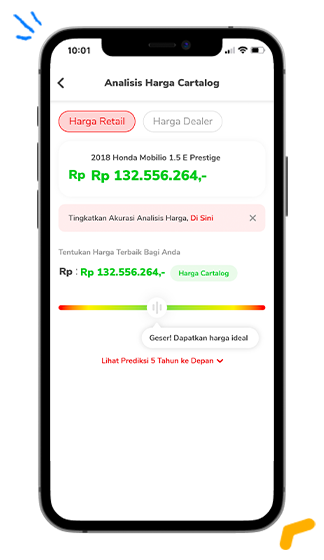 10:01
Analisis Harga Cartalog
Harga Retail
Harga Dealer
2018 Honda Mobilio 1.5 E Prestige
Rp Rp 132.556.264,-
Tingkatkan Akurasi Analisis Harga, Di Sini
Tentukan Harga Terbaik Bagi Anda
Rp : Rp 132.556.264,- Harga Cartalog
Geser! Dapatkan harga ideal
Lihat Prediksi 5 Tahun ke Depan